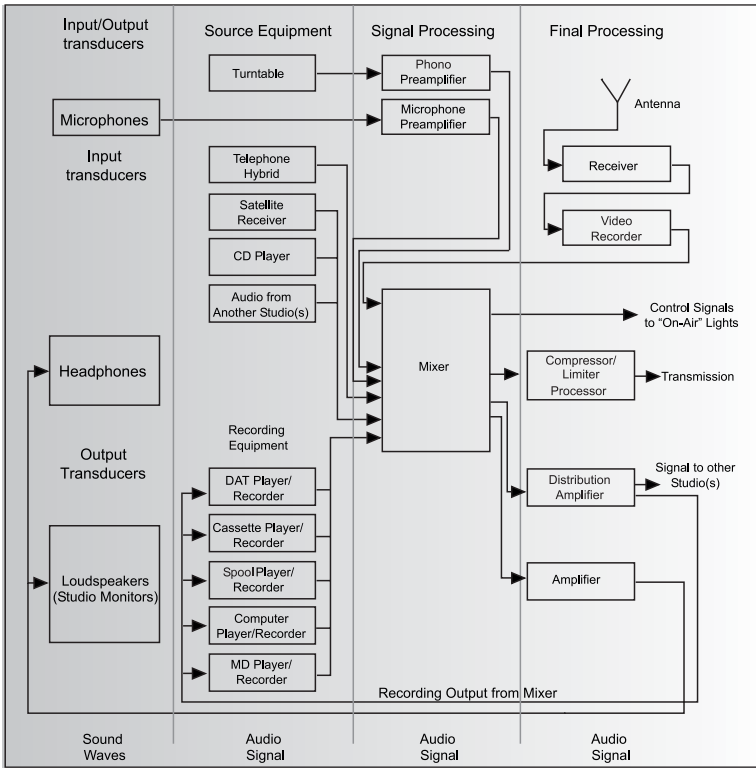 Input/Output
transducers
Source Equipment
Signal Processing
Final Processing
Turntable
Phono
Preamplifier
Antenna
Microphones
Microphone
Preamplifier
Input
transducers
Telephone
Hybrid
Receiver
Satellite
Receiver
Video
Recorder
CD Player
Audio from
Another Studio(s)
Mixer
Control Signals
to “On-Air” Lights
Headphones
Compressor/
Limiter
Processor
Transmission
Output
Transducers
Recording
Equipment
DAT Player/
Recorder
Distribution
Amplifier
Signal to other
Studio(s)
Cassette Player/
Recorder
Loudspeakers
(Studio Monitors)
Spool Player/
Recorder
Amplifier
Computer
Player/Recorder
MD Player/
Recorder
Recording Output from Mixer
Sound
Waves
Audio
Signal
Audio
Signal
Audio
Signal